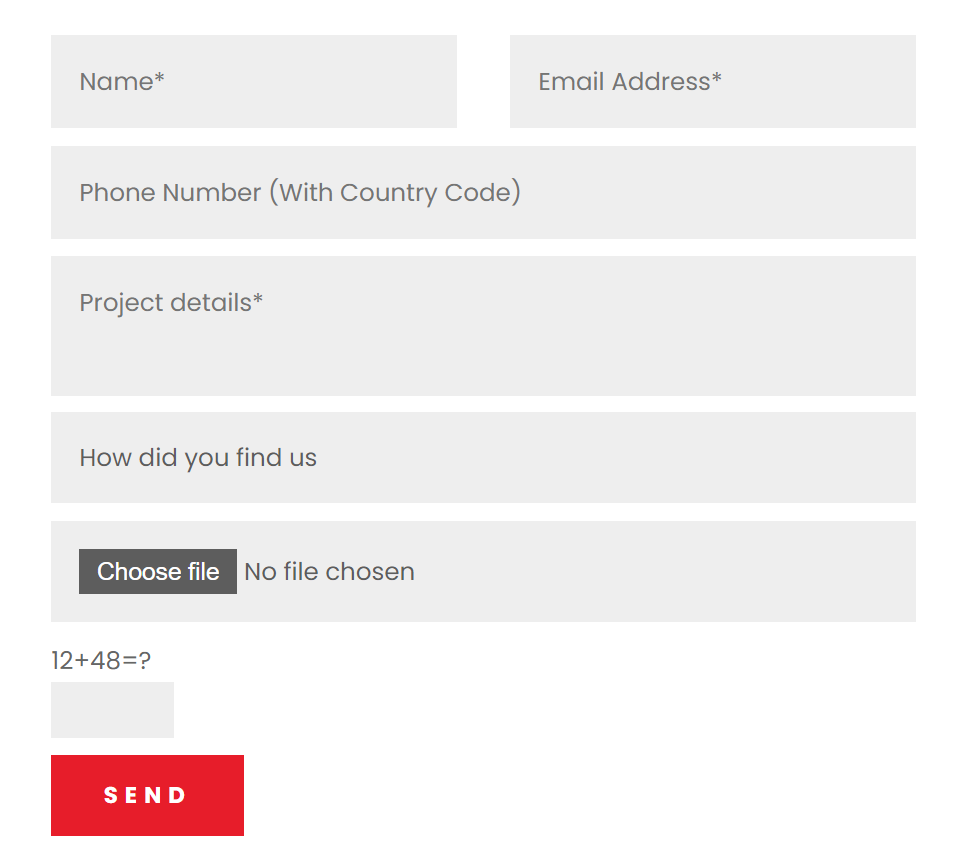 Name*
Email Address*
Phone Number (With Country Code)
Project details*
How did you find us
Choose file No file chosen
12+48=?
SEND